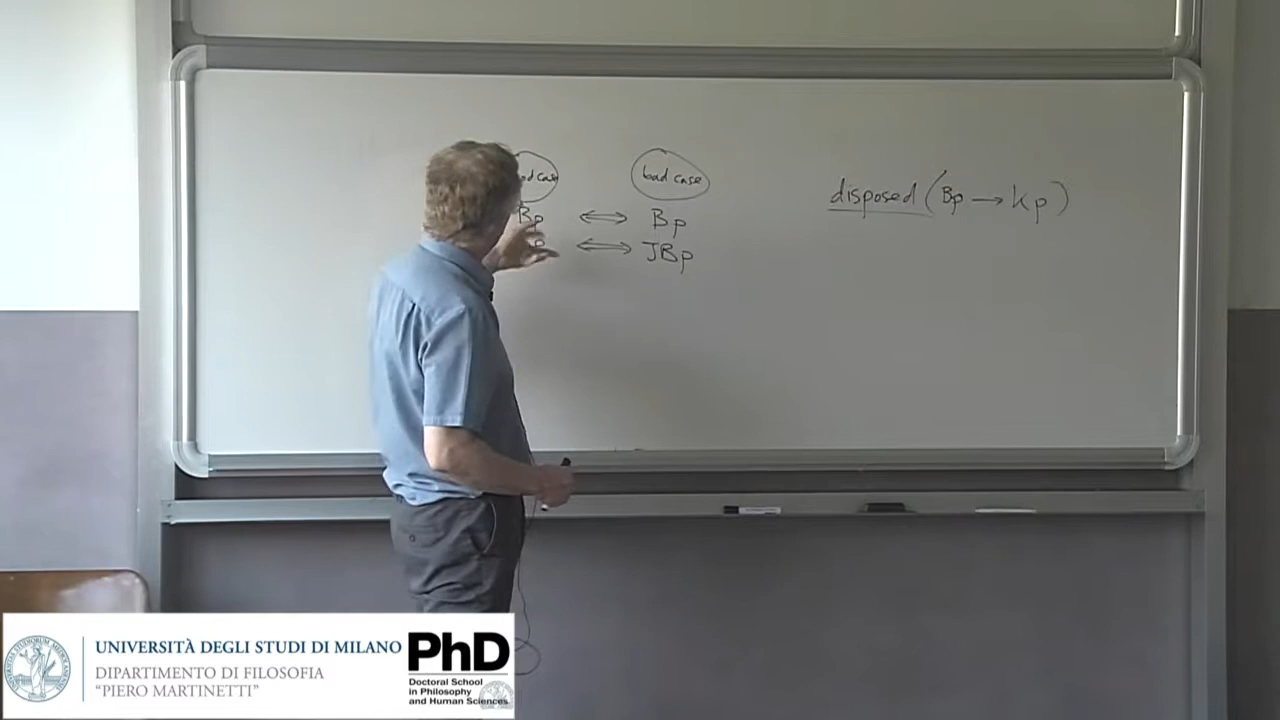 case bad case
Bp ⟺ Bp
p ⟺ JBp
disposed (Bp → Kp)
UNIVERSITÀ DEGLI STUDI DI MILANO
DIPARTIMENTO DI FILOSOFIA
"PIERO MARTINETTI"
PhD
Doctoral School
in Philosophy
and Human Sciences